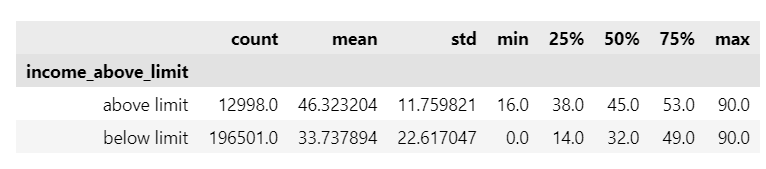 count mean std min 25% 50% 75% max
income_above_limit
above limit 12998.0 46.323204 11.759821 16.0 38.0 45.0 53.0 90.0
below limit 196501.0 33.737894 22.617047 0.0 14.0 32.0 49.0 90.0